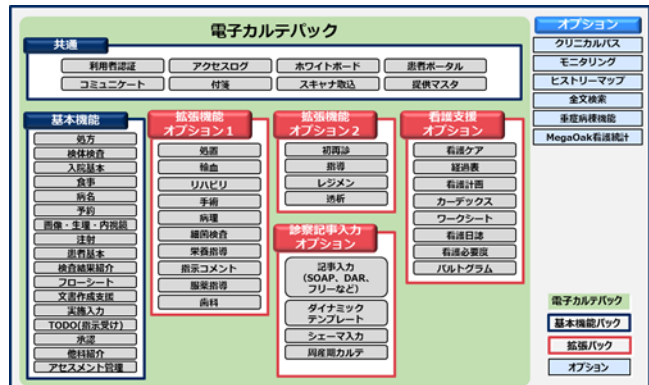 電子カルテパック
共通
利用者認証
アクセスログ
ホワイトボード
患者ポータル
コミュニケート
付箋
スキャナ取込
提供マスタ
基本機能
処方
検体検査
入院基本
食事
病名
予約
画像・生理・内視鏡
注射
患者基本
検査結果紹介
フローシート
文書作成支援
実施入力
TODO(指示受け)
承認
他科紹介
アセスメント管理
拡張機能
オプション1
処置
輸血
リハビリ
手術
病理
細菌検査
栄養指導
指示コメント
服薬指導
歯科
拡張機能
オプション2
初再診
指導
レジメン
透析
診察記事入力
オプション
記事入力
(SOAP、DAR、
フリーなど)
ダイナミック
テンプレート
シェーマ入力
周産期カルテ
看護支援
オプション
看護ケア
経過表
看護計画
カーデックス
ワークシート
看護日誌
看護必要度
パルトグラム
オプション
クリニカルパス
モニタリング
ヒストリーマップ
全文検索
重症病棟機能
MegaOak看護統計
電子カルテパック
基本機能パック
拡張パック
オプション